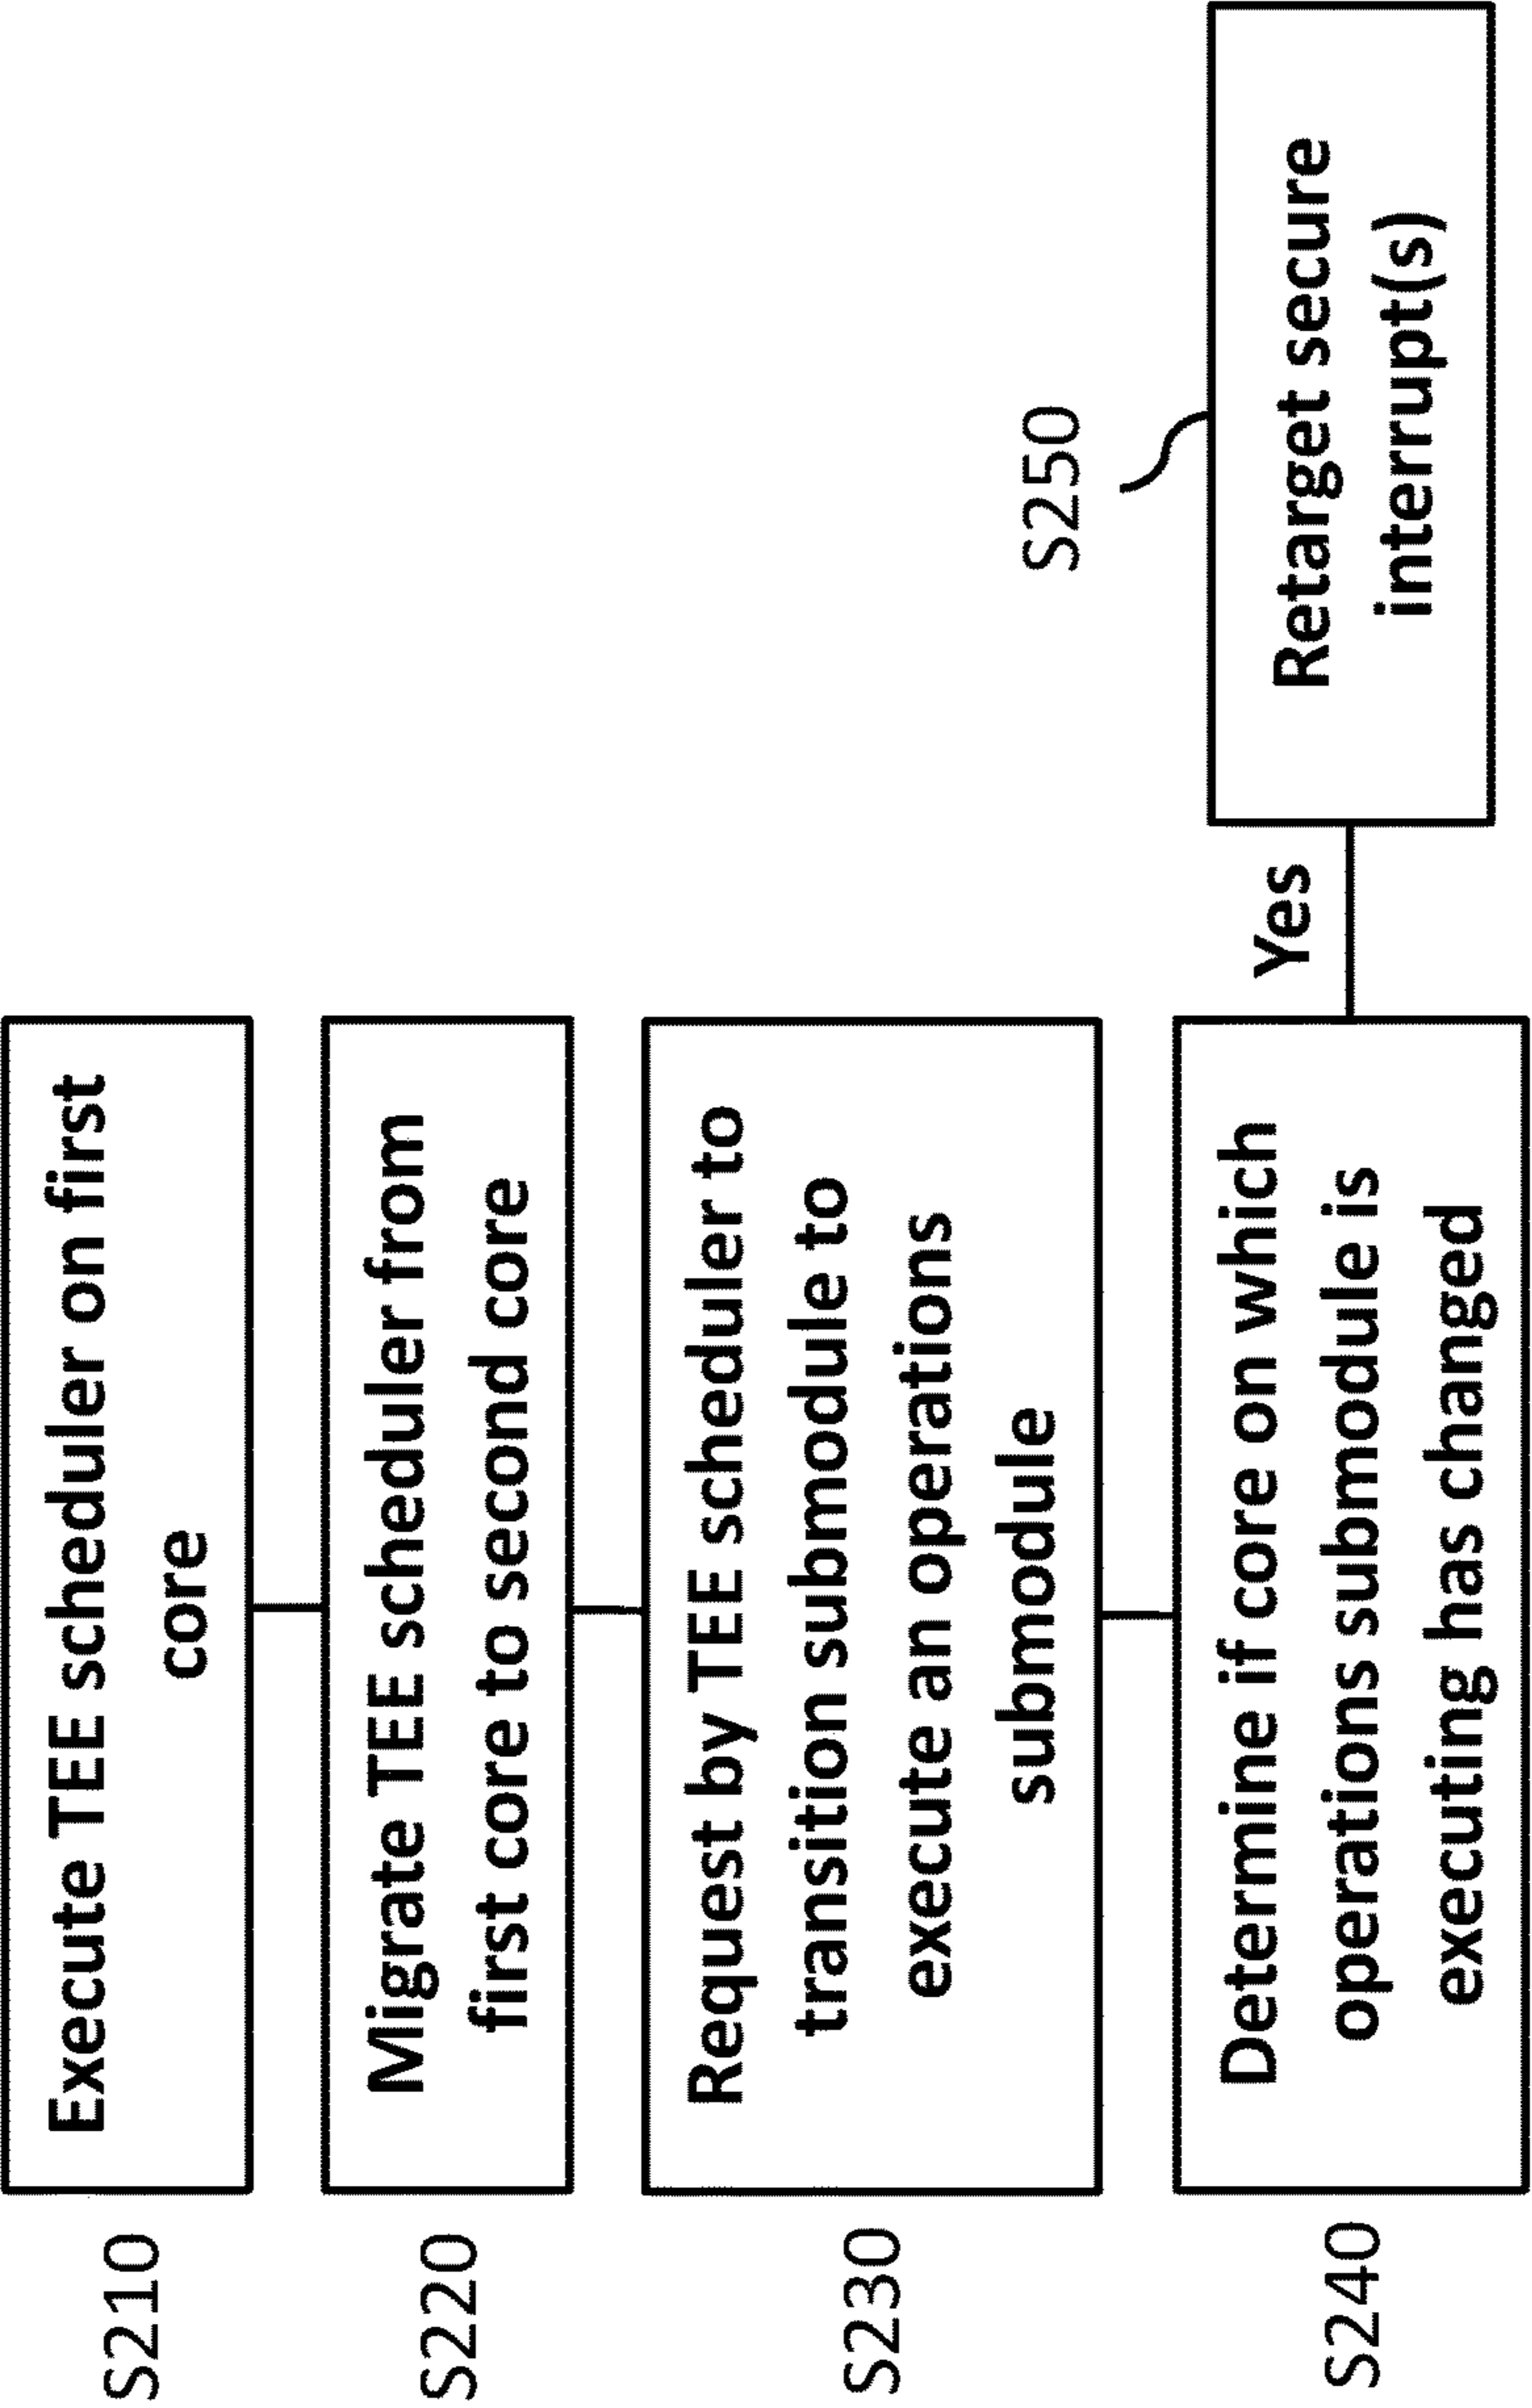 S210
Execute TEE scheduler on first
core
S220
Migrate TEE scheduler from
first core to second core
S230
Request by TEE scheduler to
transition submodule to
execute an operations
submodule
S240
Determine if core on which
operations submodule is
executing has changed
Yes
S250
Retarget secure
interrupt(s)